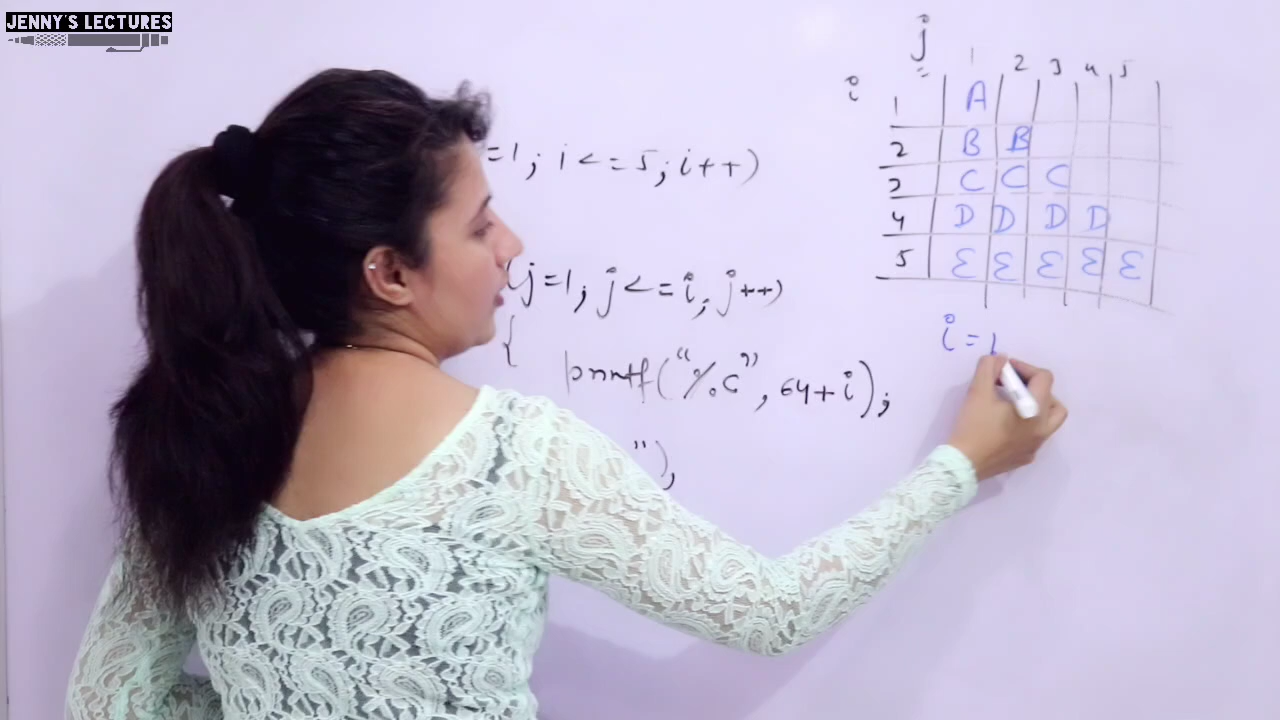 JENNY'S LECTURES
=1; i<=5; i++)
(j=1; j<=i; j++)
{
printf("%c", 64+i);
");
j
i
1 2 3 4 5
1 A
2 B B
3 C C C
4 D D D D
5 E E E E E
i=1